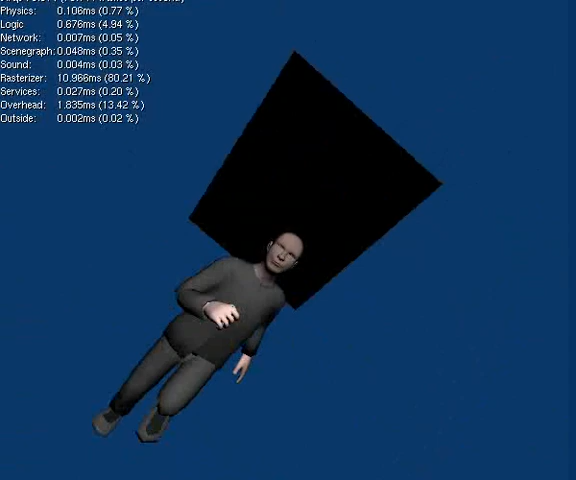 Physics: 0.106ms (0.77 %)
Logic 0.676ms (4.94 %)
Network: 0.007ms (0.05 %)
Scenegraph: 0.048ms (0.35 %)
Sound: 0.004ms (0.03 %)
Rasterizer: 10.966ms (80.21 %)
Services: 0.027ms (0.20 %)
Overhead: 1.835ms (13.42 %)
Outside: 0.002ms (0.02 %)